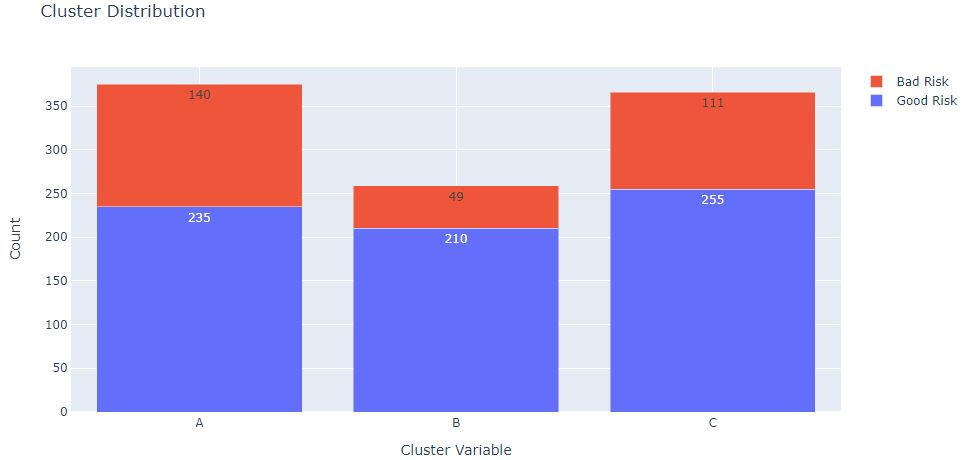 Cluster Distribution
Bad Risk
Good Risk
350
300
250
200
150
100
50
0
Count
140
235
49
210
111
255
A
B
C
Cluster Variable